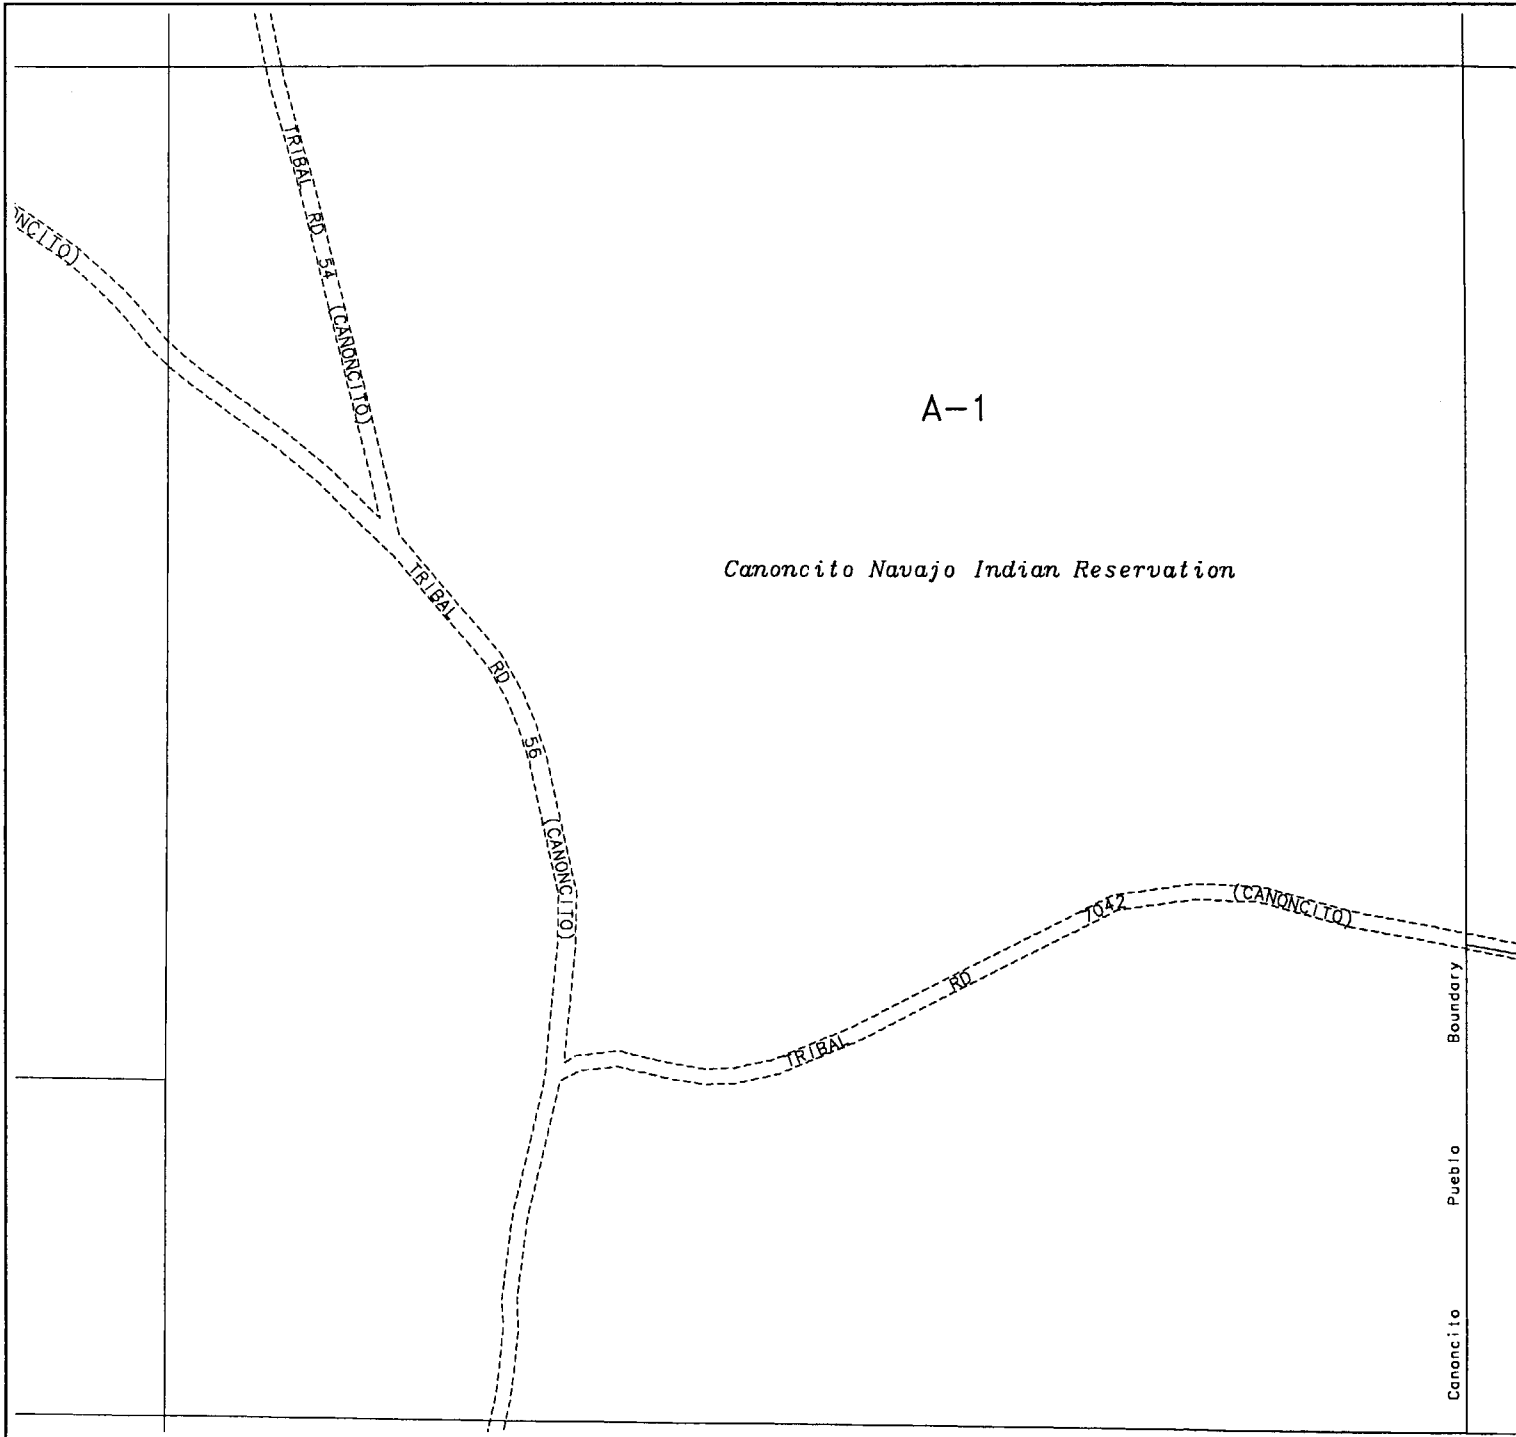 TRIBAL RD 54 (CANONCITO)
ONCITO)
A-1
Canoncito Navajo Indian Reservation
TRIBAL RD 56 (CANONCITO)
TRIBAL RD 7042 (CANONCITO)
Canoncito Pueblo Boundary